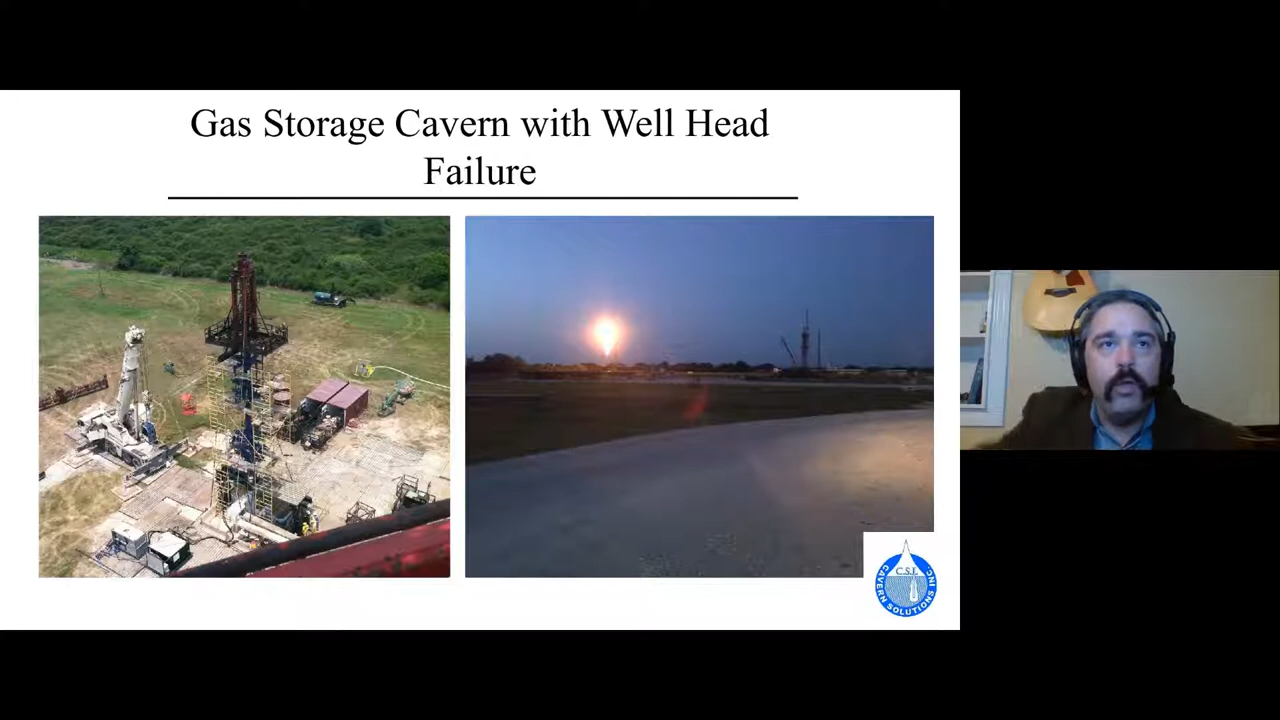 Gas Storage Cavern with Well Head
Failure
C.S.I.
CAVERN SOLUTIONS INC.